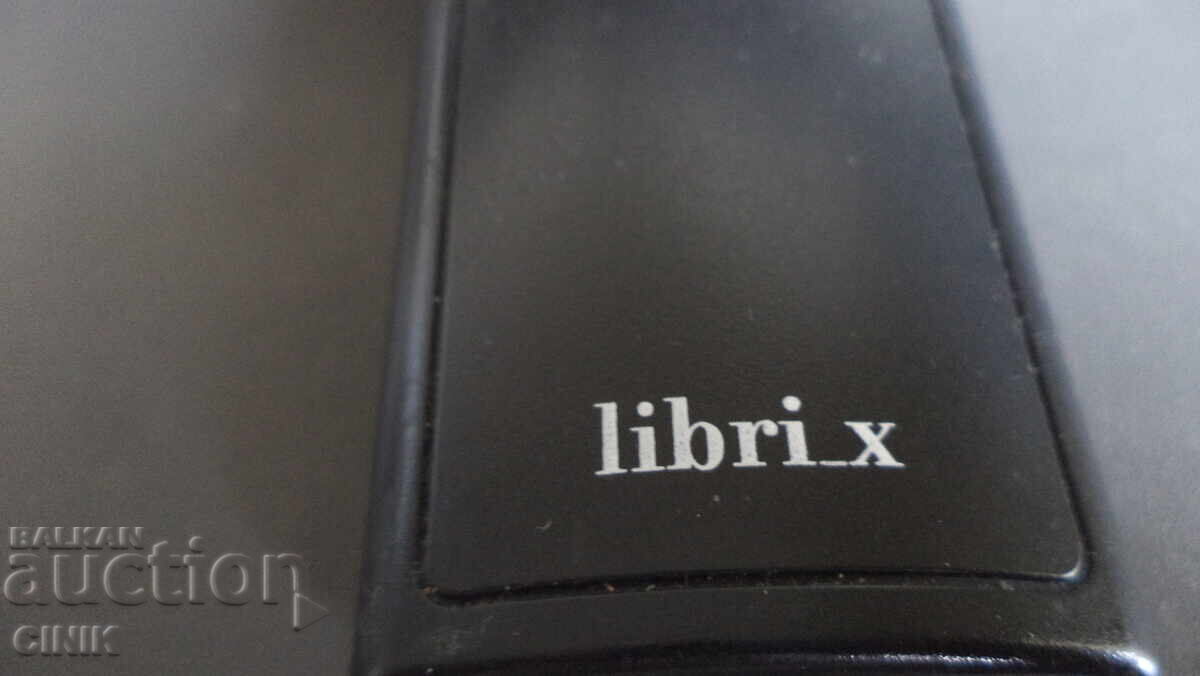 libri_x
BALKAN
auction
CINIK